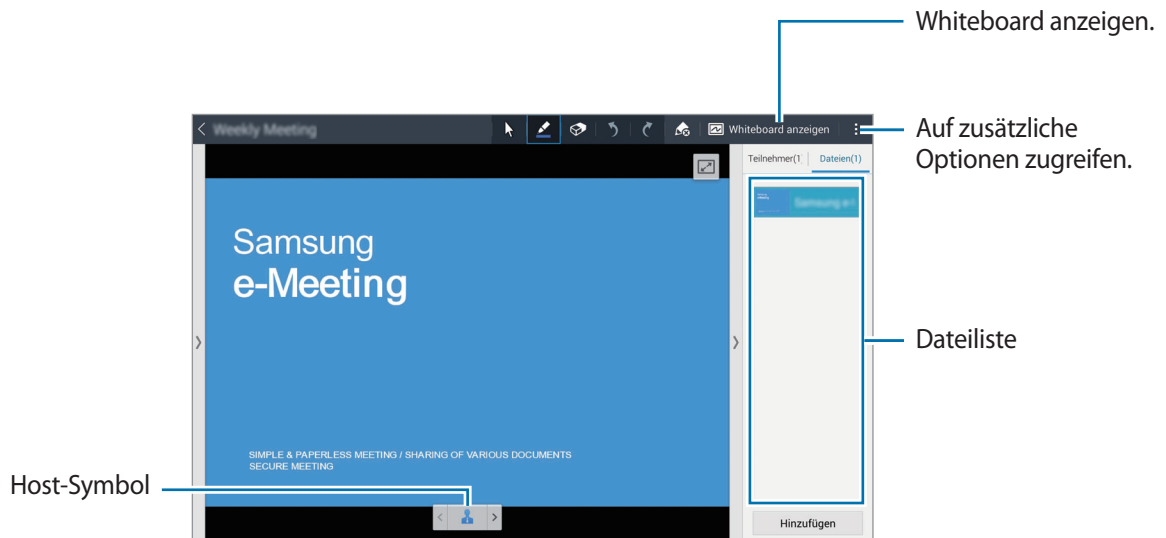 Whiteboard anzeigen.
Weekly Meeting
Whiteboard anzeigen
Auf zusätzliche
Optionen zugreifen.
Teilnehmer(1
Dateien(1)
Samsung
e-Meeting
Samsung e-
Dateiliste
SIMPLE & PAPERLESS MEETING / SHARING OF VARIOUS DOCUMENTS
SECURE MEETING
Host-Symbol
Hinzufügen